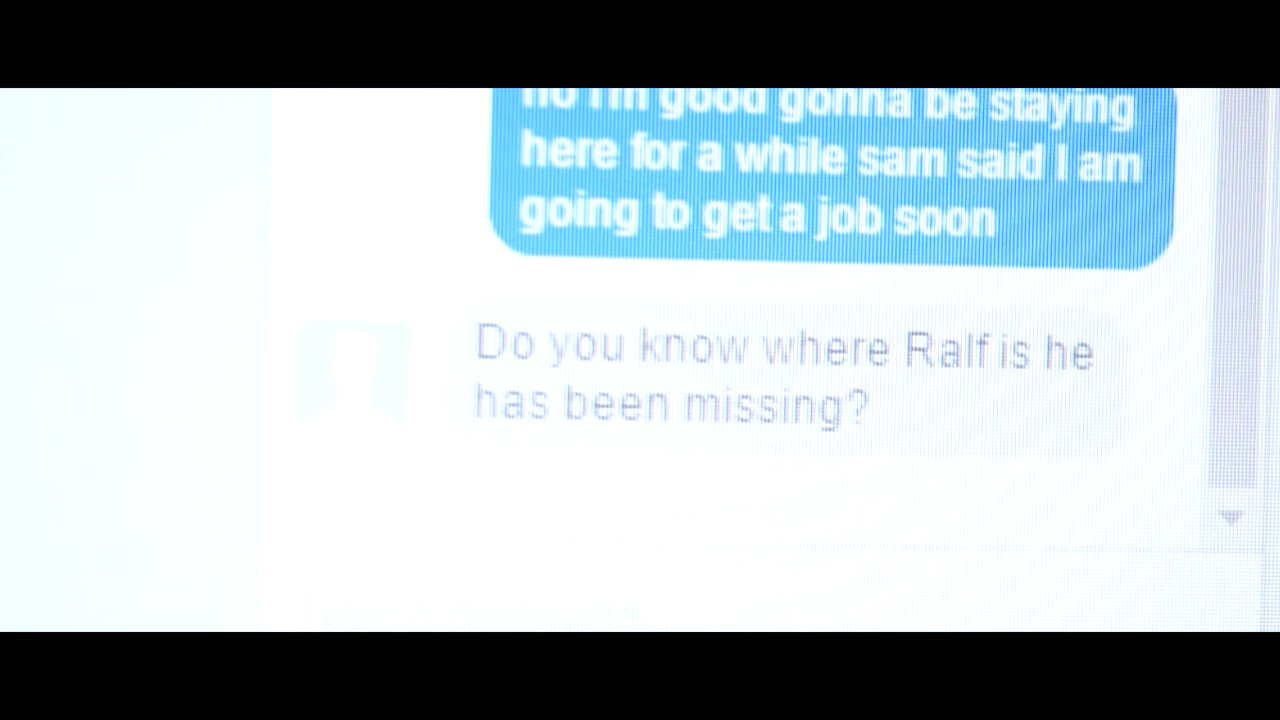 no I'm good gonna be staying
here for a while sam said I am
going to get a job soon
Do you know where Ralf is he
has been missing?